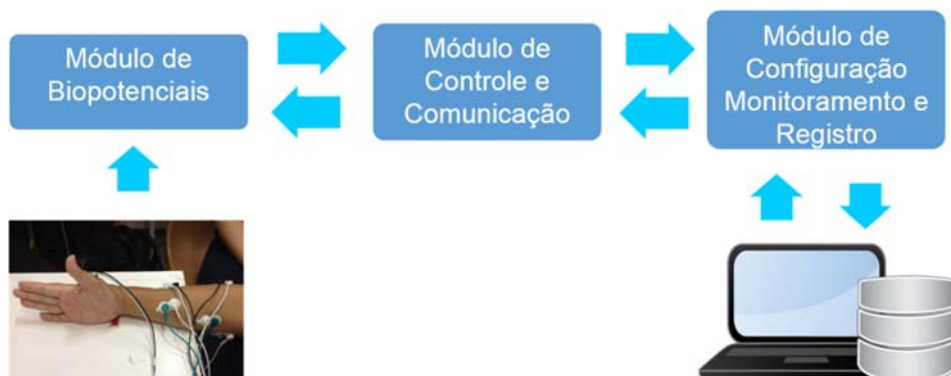 Módulo de
Biopotenciais
Módulo de
Controle e
Comunicação
Módulo de
Configuração
Monitoramento e
Registro